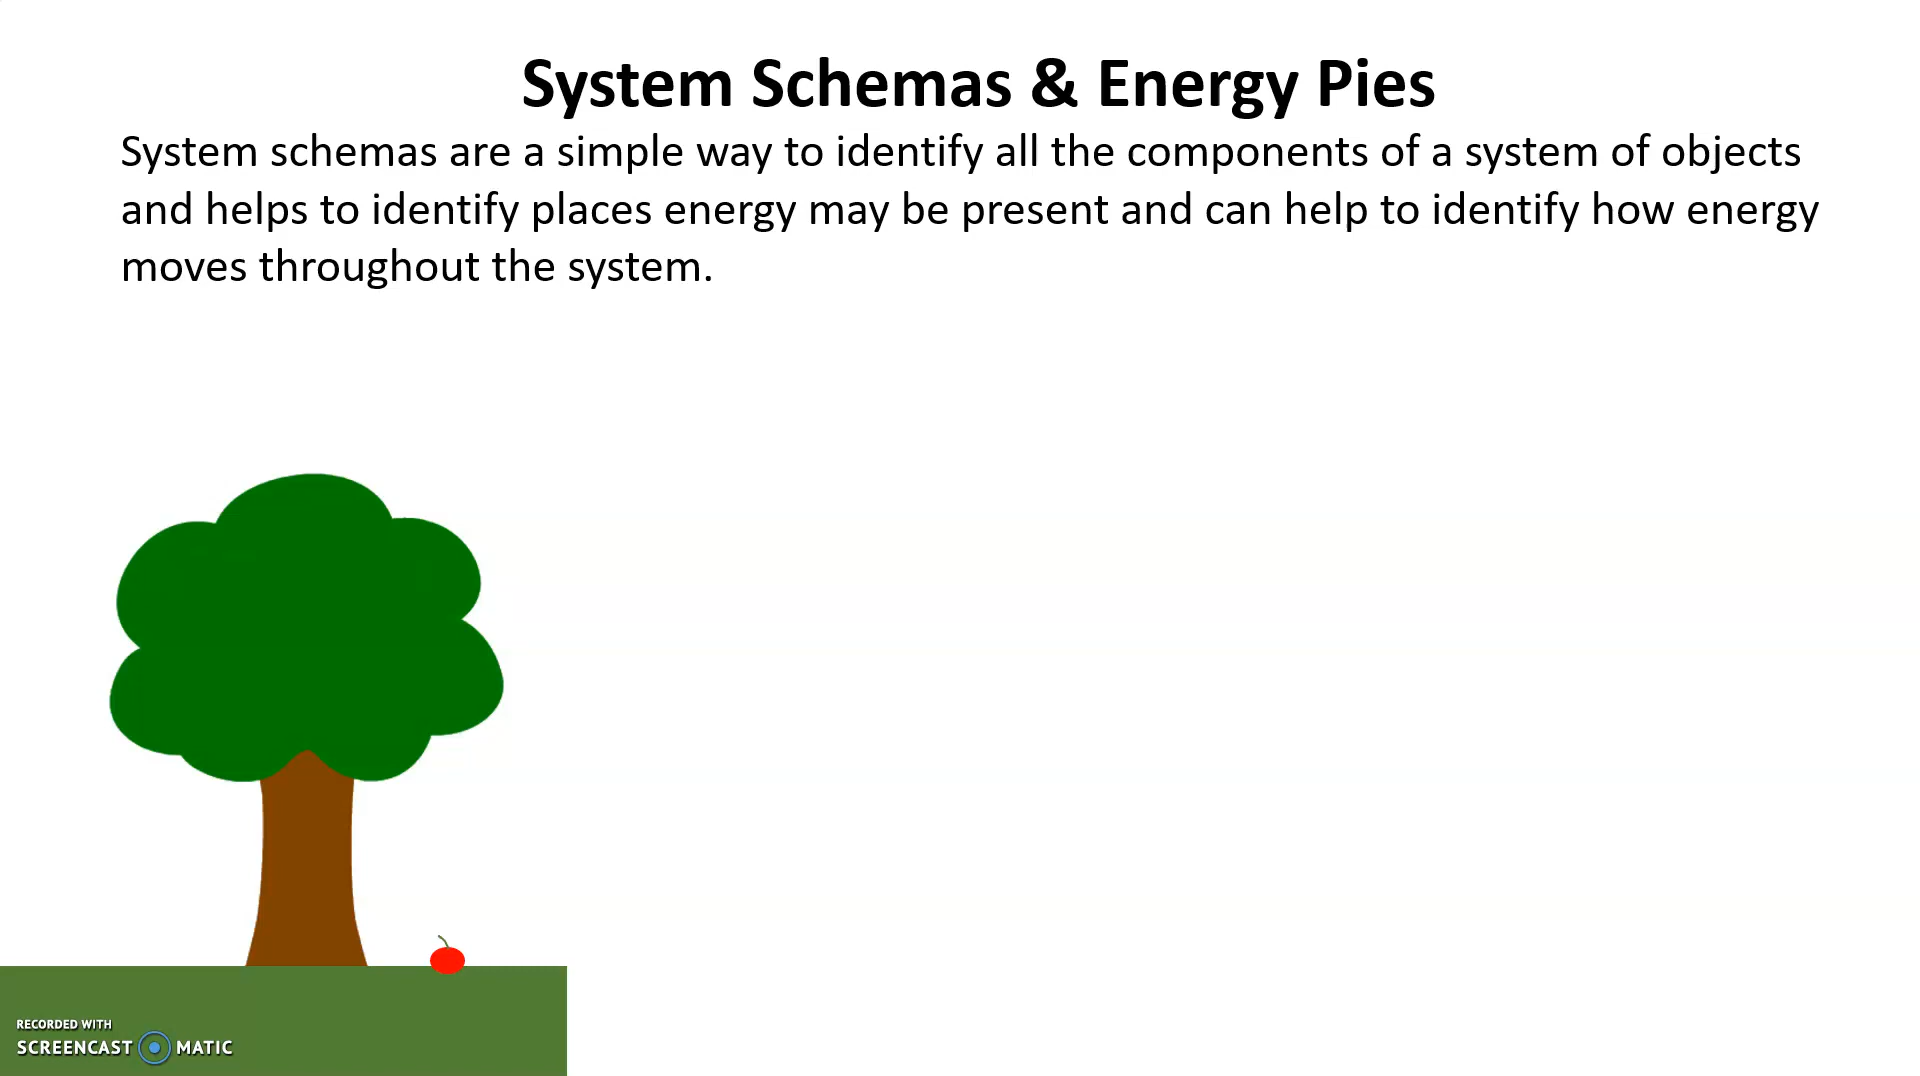 System Schemas & Energy Pies
System schemas are a simple way to identify all the components of a system of objects
and helps to identify places energy may be present and can help to identify how energy
moves throughout the system.
RECORDED WITH
SCREENCAST MATIC